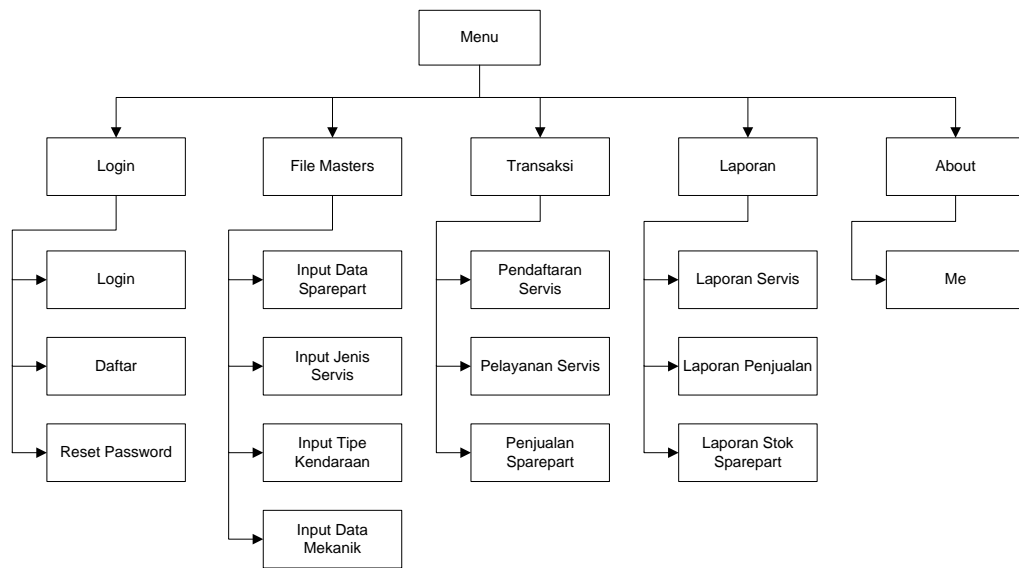 Menu
Login
File Masters
Transaksi
Laporan
About
Login
Input Data
Sparepart
Pendaftaran
Servis
Laporan Servis
Me
Daftar
Input Jenis
Servis
Pelayanan Servis
Laporan Penjualan
Reset Password
Input Tipe
Kendaraan
Penjualan
Sparepart
Laporan Stok
Sparepart
Input Data
Mekanik